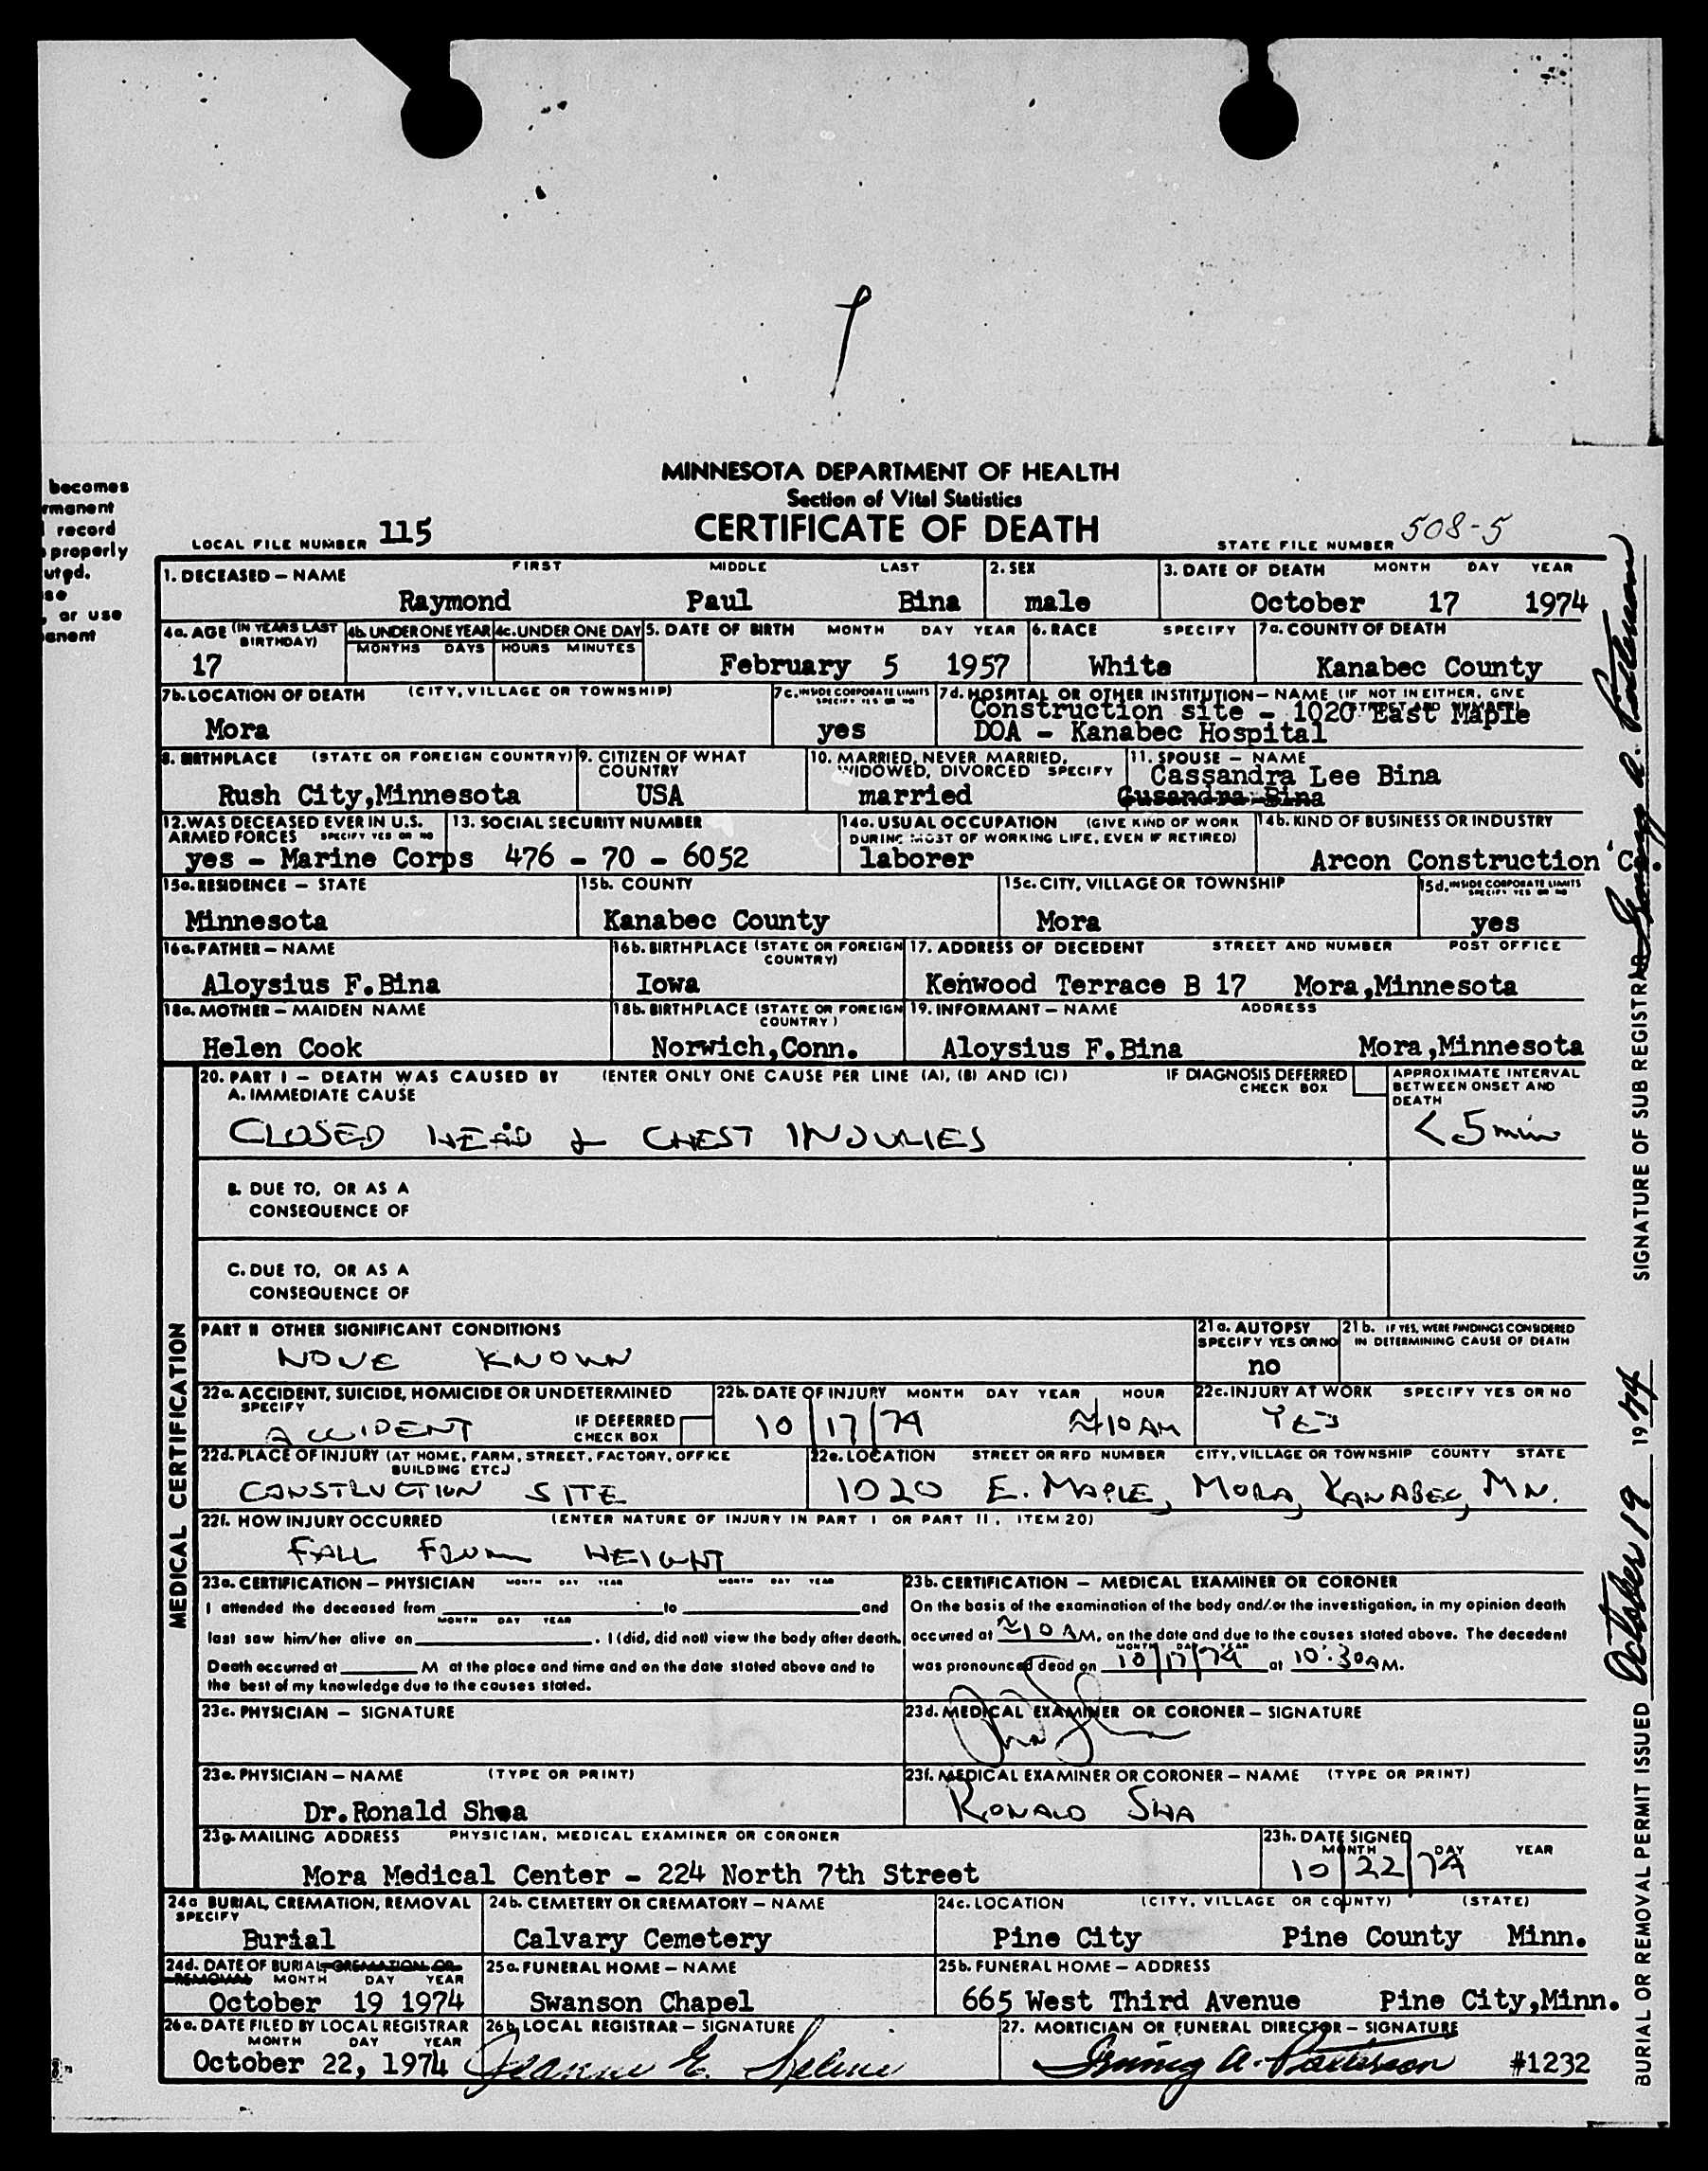 becomes
rmanent
record
properly
uted.
se
, or use
anent
MINNESOTA DEPARTMENT OF HEALTH
Section of Vital Statistics
CERTIFICATE OF DEATH
LOCAL FILE NUMBER 115
STATE FILE NUMBER 508-5
1. DECEASED — NAME FIRST MIDDLE LAST 2. SEX 3. DATE OF DEATH MONTH DAY YEAR
Raymond Paul Bina male October 17 1974
4a. AGE (IN YEARS LAST BIRTHDAY) 4b. UNDER ONE YEAR 4c. UNDER ONE DAY 5. DATE OF BIRTH MONTH DAY YEAR 6. RACE SPECIFY 7a. COUNTY OF DEATH
MONTHS DAYS HOURS MINUTES
17 February 5 1957 White Kanabec County
7b. LOCATION OF DEATH (CITY, VILLAGE OR TOWNSHIP) 7c. INSIDE CORPORATE LIMITS SPECIFY YES OR NO 7d. HOSPITAL OR OTHER INSTITUTION — NAME (IF NOT IN EITHER, GIVE STREET AND NUMBER)
Construction site - 1020 East Maple
Mora yes DOA - Kanabec Hospital
8. BIRTHPLACE (STATE OR FOREIGN COUNTRY) 9. CITIZEN OF WHAT COUNTRY 10. MARRIED, NEVER MARRIED, WIDOWED, DIVORCED SPECIFY 11. SPOUSE — NAME
Cassandra Lee Bina
Rush City,Minnesota USA married Cusandra Bina
12. WAS DECEASED EVER IN U.S. ARMED FORCES SPECIFY YES OR NO 13. SOCIAL SECURITY NUMBER 14a. USUAL OCCUPATION (GIVE KIND OF WORK DURING MOST OF WORKING LIFE, EVEN IF RETIRED) 14b. KIND OF BUSINESS OR INDUSTRY
yes - Marine Corps 476 - 70 - 6052 laborer Arcon Construction Co.
15a. RESIDENCE — STATE 15b. COUNTY 15c. CITY, VILLAGE OR TOWNSHIP 15d. INSIDE CORPORATE LIMITS SPECIFY YES OR NO
Minnesota Kanabec County Mora yes
16a. FATHER — NAME 16b. BIRTHPLACE (STATE OR FOREIGN COUNTRY) 17. ADDRESS OF DECEDENT STREET AND NUMBER POST OFFICE
Aloysius F.Bina Iowa Kenwood Terrace B 17 Mora,Minnesota
18a. MOTHER — MAIDEN NAME 18b. BIRTHPLACE (STATE OR FOREIGN COUNTRY) 19. INFORMANT — NAME ADDRESS
Helen Cook Norwich,Conn. Aloysius F.Bina Mora,Minnesota
MEDICAL CERTIFICATION
20. PART I — DEATH WAS CAUSED BY (ENTER ONLY ONE CAUSE PER LINE (A), (B) AND (C)) IF DIAGNOSIS DEFERRED CHECK BOX APPROXIMATE INTERVAL BETWEEN ONSET AND DEATH
A. IMMEDIATE CAUSE
CLOSED HEAD & CHEST INJURIES < 5 min
B. DUE TO, OR AS A
CONSEQUENCE OF
C. DUE TO, OR AS A
CONSEQUENCE OF
PART II OTHER SIGNIFICANT CONDITIONS 21a. AUTOPSY SPECIFY YES OR NO 21b. IF YES, WERE FINDINGS CONSIDERED IN DETERMINING CAUSE OF DEATH
NONE KNOWN no
22a. ACCIDENT, SUICIDE, HOMICIDE OR UNDETERMINED SPECIFY IF DEFERRED CHECK BOX 22b. DATE OF INJURY MONTH DAY YEAR HOUR 22c. INJURY AT WORK SPECIFY YES OR NO
ACCIDENT 10 17 74 ≈10 AM YES
22d. PLACE OF INJURY (AT HOME, FARM, STREET, FACTORY, OFFICE BUILDING ETC.) 22e. LOCATION STREET OR RFD NUMBER CITY, VILLAGE OR TOWNSHIP COUNTY STATE
CONSTRUCTION SITE 1020 E. MAPLE, MORA, KANABEC, MN.
22f. HOW INJURY OCCURRED (ENTER NATURE OF INJURY IN PART I OR PART II, ITEM 20)
FALL FROM HEIGHT
23a. CERTIFICATION — PHYSICIAN MONTH DAY YEAR MONTH DAY YEAR
I attended the deceased from to and
MONTH DAY YEAR
last saw him/her alive on . I (did, did not) view the body after death.
Death occurred at M at the place and time and on the date stated above and to
the best of my knowledge due to the causes stated.
23b. CERTIFICATION — MEDICAL EXAMINER OR CORONER
On the basis of the examination of the body and/or the investigation, in my opinion death
occurred at ≈10 AM, on the date and due to the causes stated above. The decedent
MONTH DAY YEAR
was pronounced dead on 10 17 74 at 10:30 AM.
23c. PHYSICIAN — SIGNATURE 23d. MEDICAL EXAMINER OR CORONER — SIGNATURE
23e. PHYSICIAN — NAME (TYPE OR PRINT) 23f. MEDICAL EXAMINER OR CORONER — NAME (TYPE OR PRINT)
Dr.Ronald Shea RONALD SHA
23g. MAILING ADDRESS PHYSICIAN, MEDICAL EXAMINER OR CORONER 23h. DATE SIGNED MONTH DAY YEAR
Mora Medical Center - 224 North 7th Street 10 22 74
24a BURIAL, CREMATION, REMOVAL SPECIFY 24b. CEMETERY OR CREMATORY — NAME 24c. LOCATION (CITY, VILLAGE OR COUNTY) (STATE)
Burial Calvary Cemetery Pine City Pine County Minn.
24d. DATE OF BURIAL, CREMATION OR REMOVAL MONTH DAY YEAR 25a. FUNERAL HOME — NAME 25b. FUNERAL HOME — ADDRESS
October 19 1974 Swanson Chapel 665 West Third Avenue Pine City,Minn.
26a. DATE FILED BY LOCAL REGISTRAR MONTH DAY YEAR 26b. LOCAL REGISTRAR — SIGNATURE 27. MORTICIAN OR FUNERAL DIRECTOR — SIGNATURE
October 22, 1974 Jeanne E. #1232
BURIAL OR REMOVAL PERMIT ISSUED October 19 1974 SIGNATURE OF SUB REGISTRAR